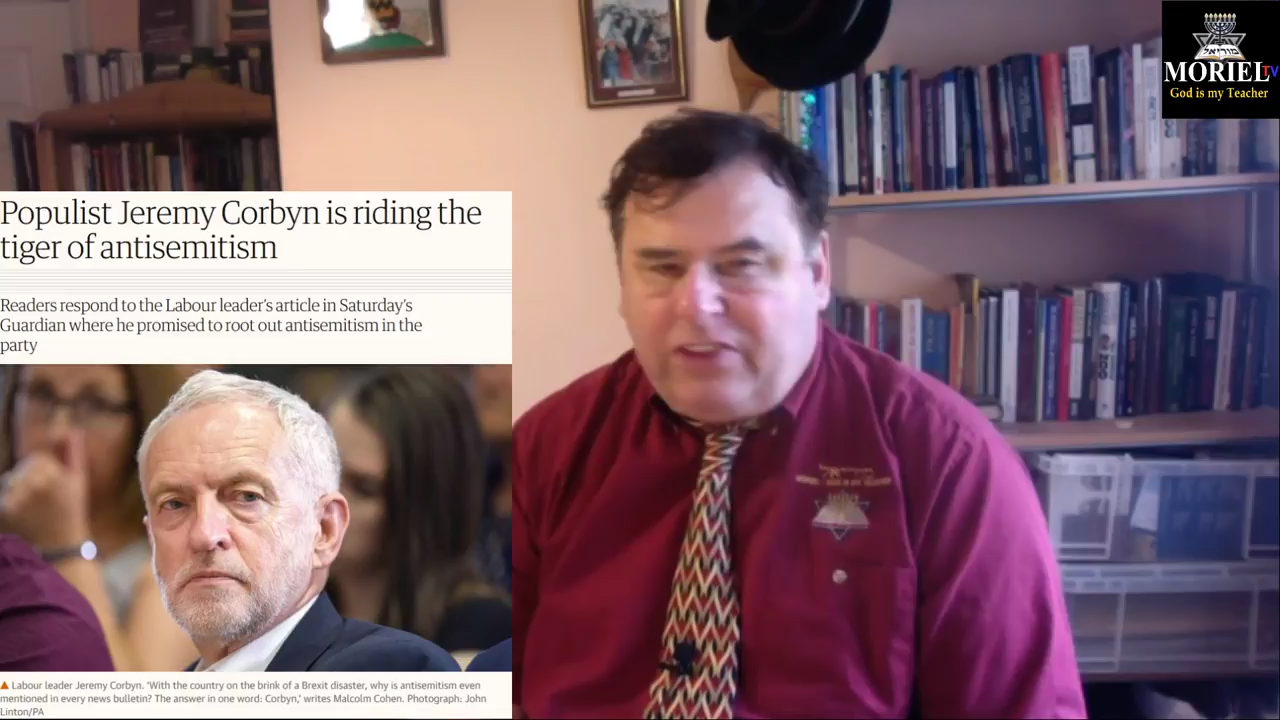 Populist Jeremy Corbyn is riding the
tiger of antisemitism
Readers respond to the Labour leader's article in Saturday's
Guardian where he promised to root out antisemitism in the
party
▲ Labour leader Jeremy Corbyn. 'With the country on the brink of a Brexit disaster, why is antisemitism even
mentioned in every news bulletin? The answer in one word: Corbyn,' writes Malcolm Cohen. Photograph: John
Linton/PA
מוריאל
MORIEL TV
God is my Teacher